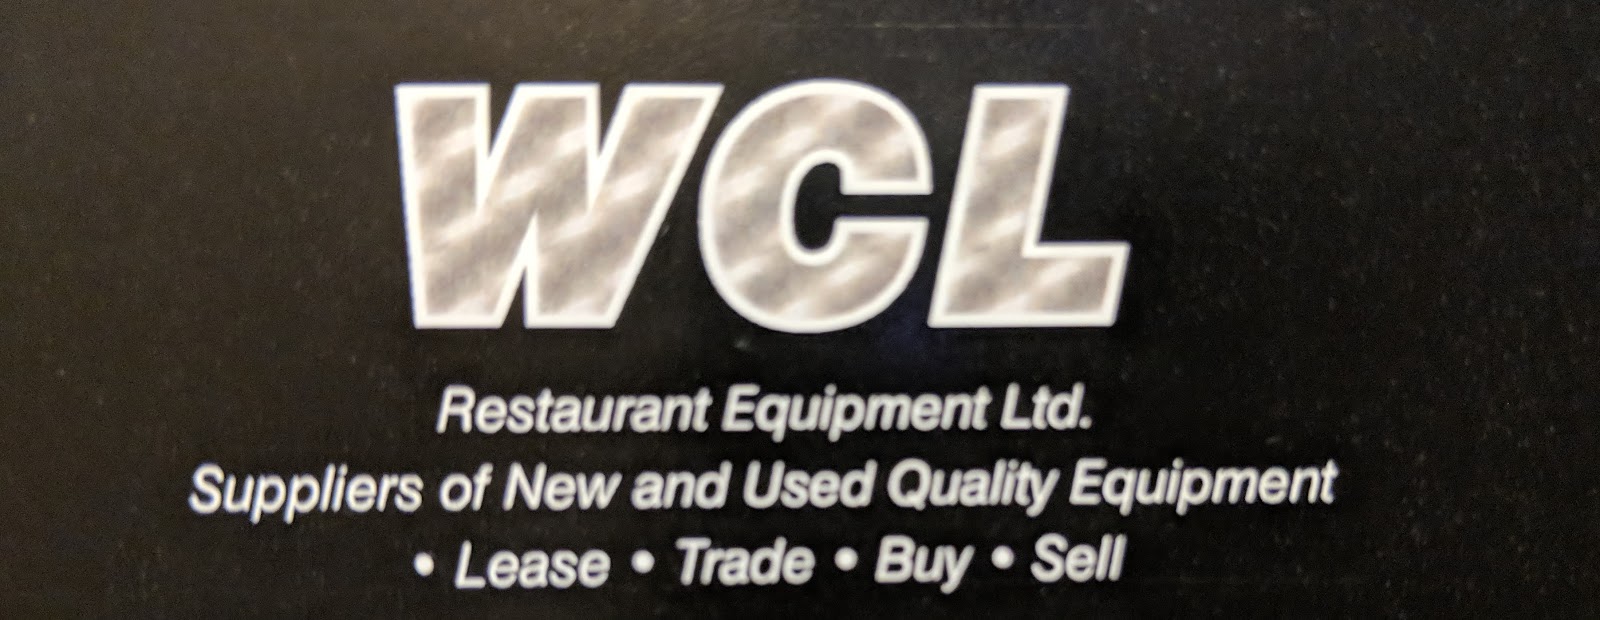 WCL
Restaurant Equipment Ltd.
Suppliers of New and Used Quality Equipment
• Lease • Trade • Buy • Sell